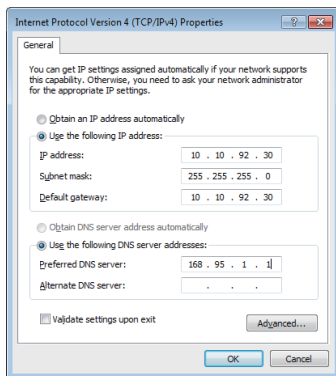 Internet Protocol Version 4 (TCP/IPv4) Properties
General
You can get IP settings assigned automatically if your network supports
this capability. Otherwise, you need to ask your network administrator
for the appropriate IP settings.
Obtain an IP address automatically
Use the following IP address:
IP address: 10 . 10 . 92 . 30
Subnet mask: 255 . 255 . 255 . 0
Default gateway: 10 . 10 . 92 . 30
Obtain DNS server address automatically
Use the following DNS server addresses:
Preferred DNS server: 168 . 95 . 1 . 1
Alternate DNS server: . . .
Validate settings upon exit
Advanced...
OK Cancel